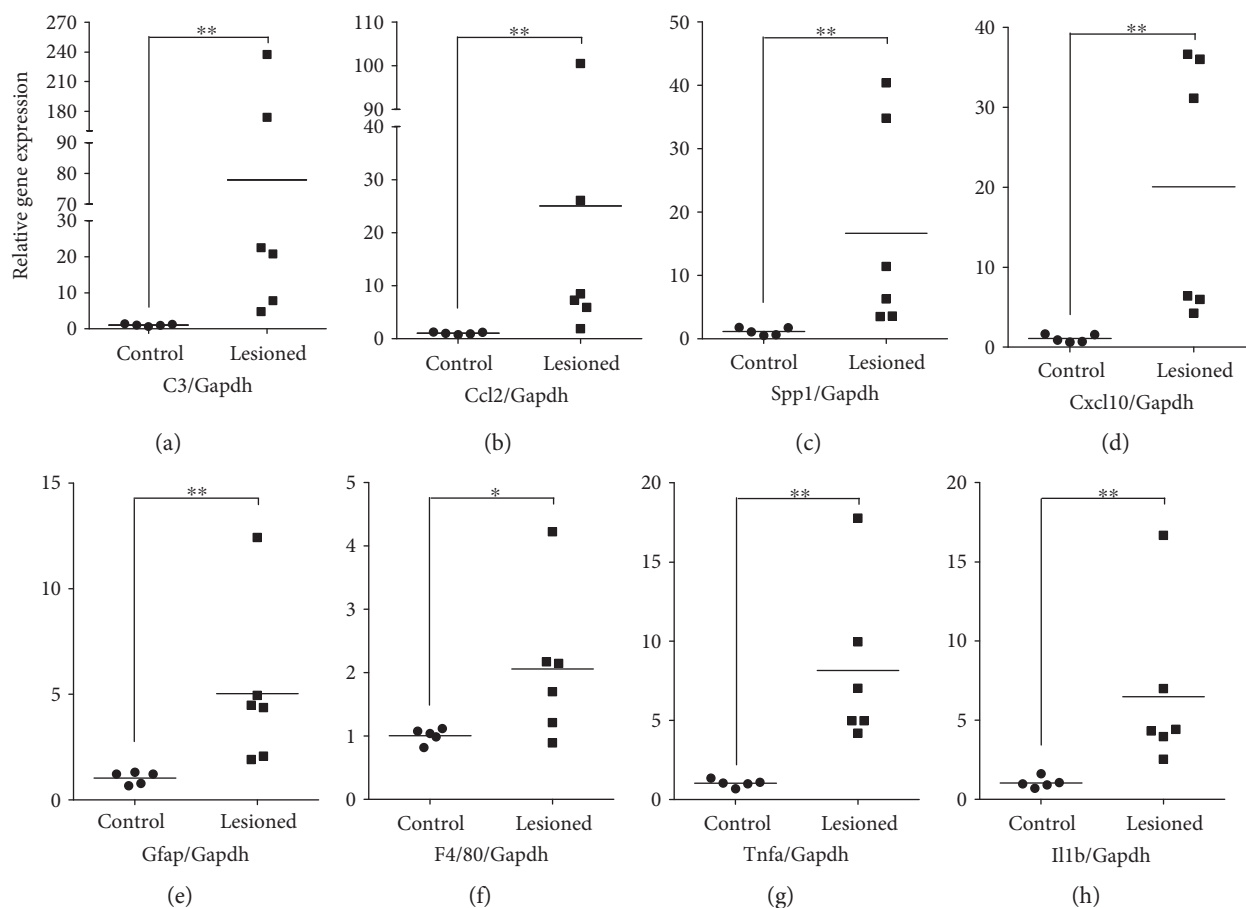 Relative gene expression
270
240
210
180
90
70
30
20
10
0
**
Control Lesioned
C3/Gapdh
(a)
110
100
90
40
30
20
10
0
**
Control Lesioned
Ccl2/Gapdh
(b)
50
40
30
20
10
0
**
Control Lesioned
Spp1/Gapdh
(c)
40
30
20
10
0
**
Control Lesioned
Cxcl10/Gapdh
(d)
15
10
5
0
**
Control Lesioned
Gfap/Gapdh
(e)
5
4
3
2
1
0
*
Control Lesioned
F4/80/Gapdh
(f)
20
15
10
5
0
**
Control Lesioned
Tnfa/Gapdh
(g)
20
15
10
5
0
**
Control Lesioned
Il1b/Gapdh
(h)